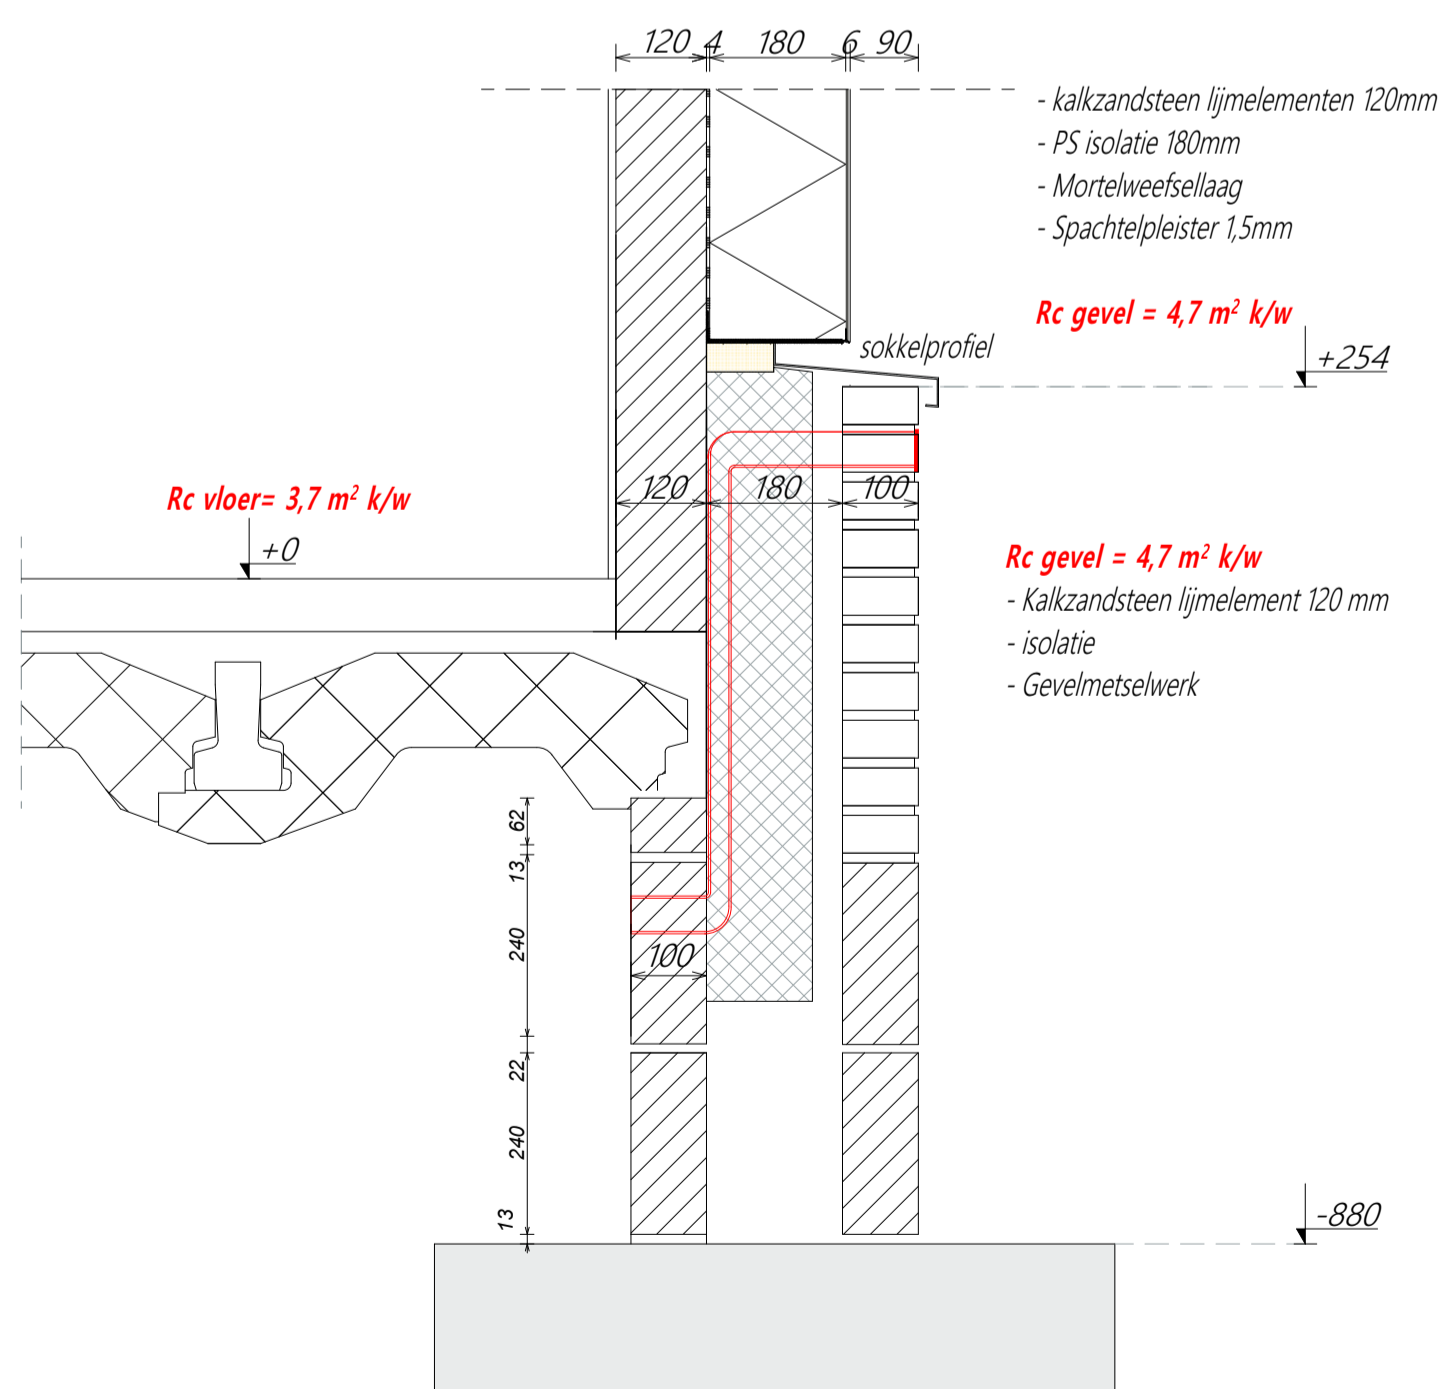 120 4 180 6 90
- kalkzandsteen lijmelementen 120mm
- PS isolatie 180mm
- Mortelweefsellaag
- Spachtelpleister 1,5mm
Rc gevel = 4,7 m² k/w
sokkelprofiel
+254
Rc vloer= 3,7 m² k/w
+0
120 180 100
Rc gevel = 4,7 m² k/w
- Kalkzandsteen lijmelement 120 mm
- isolatie
- Gevelmetselwerk
62
13
240
100
22
240
13
-880